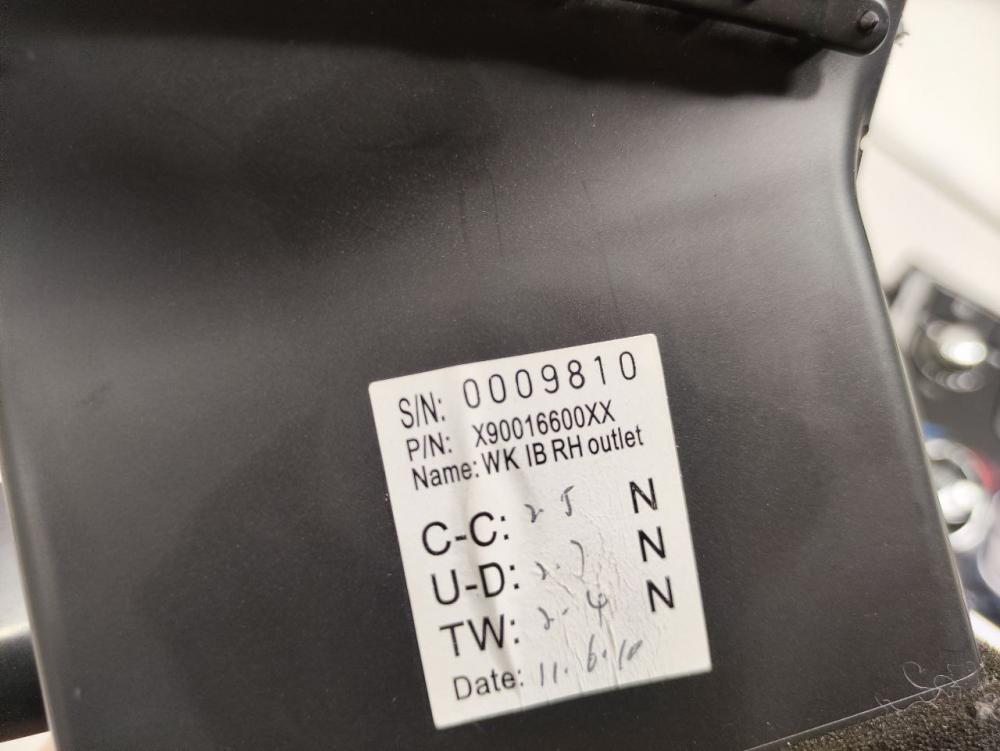 S/N: 0009810
P/N: X90016600XX
Name: WK IB RH outlet
C-C: 2.5 N
U-D: 2.7 N
TW: 2.4 N
Date: 11.6.10